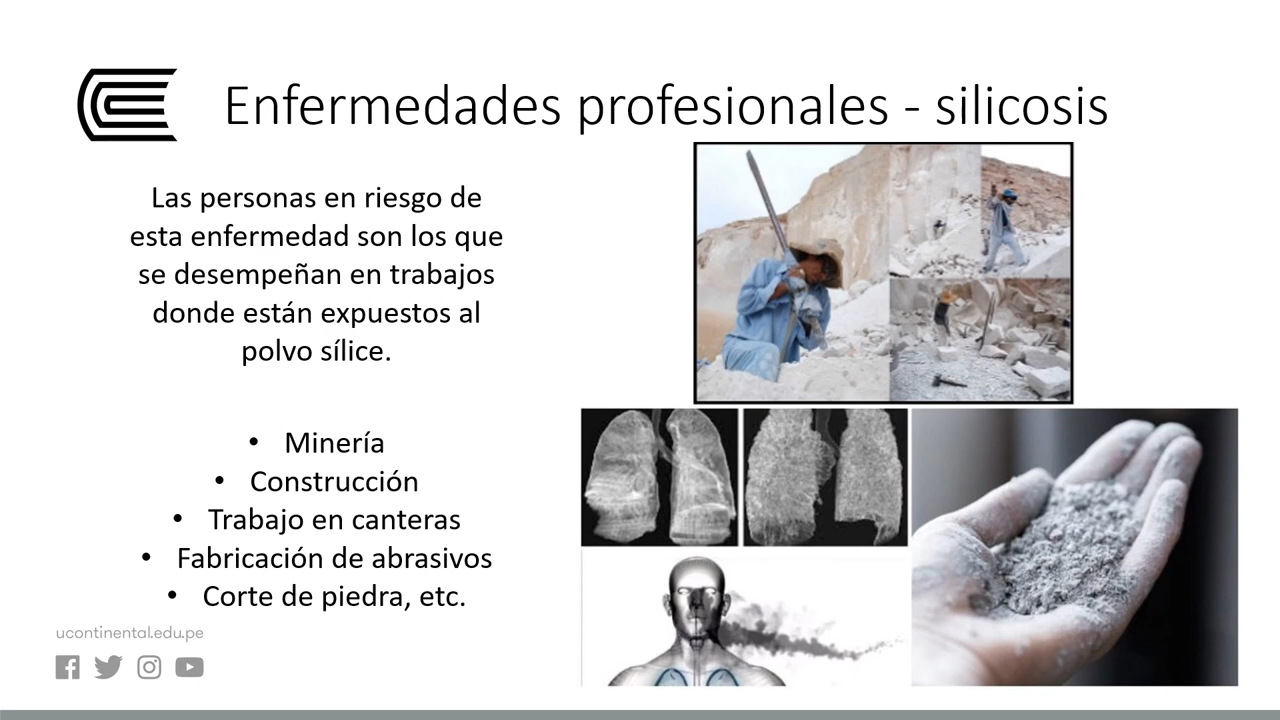 Enfermedades profesionales - silicosis
Las personas en riesgo de
esta enfermedad son los que
se desempeñan en trabajos
donde están expuestos al
polvo sílice.
• Minería
• Construcción
• Trabajo en canteras
• Fabricación de abrasivos
• Corte de piedra, etc.
ucontinental.edu.pe